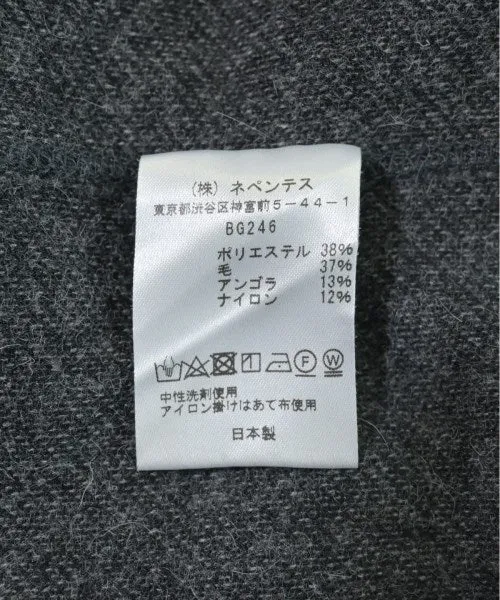 （株）ネペンテス
東京都渋谷区神宮前５－４４－１
BG246
ポリエステル 38%
毛 37%
アンゴラ 13%
ナイロン 12%
F W
中性洗剤使用
アイロン掛けはあて布使用
日本製